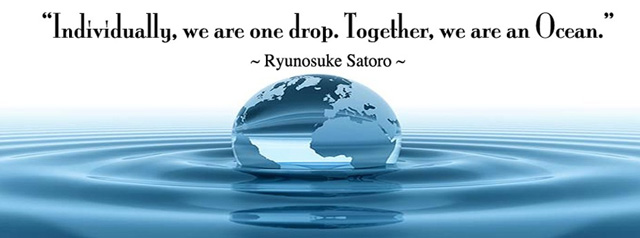 “Individually, we are one drop. Together, we are an Ocean.”
~ Ryunosuke Satoro ~